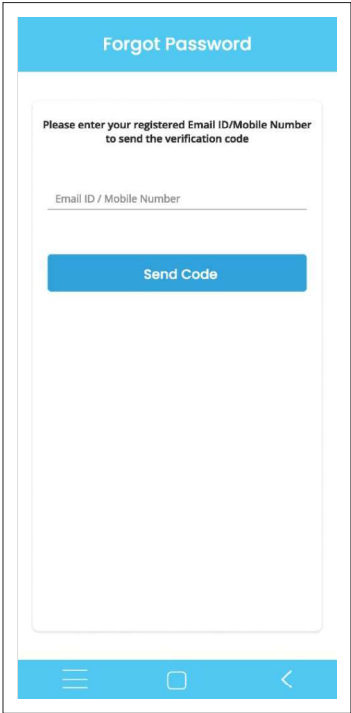 Forgot Password
Please enter your registered Email ID/Mobile Number
to send the verification code
Email ID / Mobile Number
Send Code